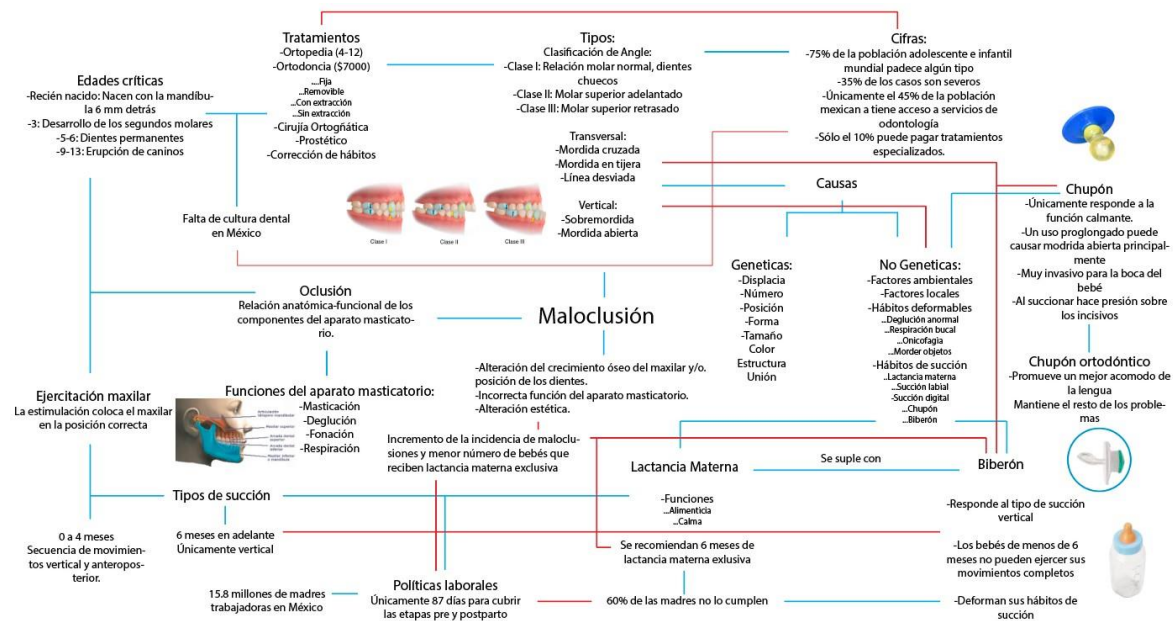 Tratamientos
-Ortopedia (4-12)
-Ortodoncia ($7000)
....Fija
...Removible
...Con extracción
...Sin extracción
-Cirujía Ortogñática
-Prostético
-Corrección de hábitos
Tipos:
Clasificación de Angle:
-Clase I: Relación molar normal, dientes
chuecos
-Clase II: Molar superior adelantado
-Clase III: Molar superior retrasado
Transversal:
-Mordida cruzada
-Mordida en tijera
-Línea desviada
Vertical:
-Sobremordida
-Mordida abierta
Cifras:
-75% de la población adolescente e infantil
mundial padece algún tipo
-35% de los casos son severos
-Únicamente el 45% de la población
mexican a tiene acceso a servicios de
odontología
-Sólo el 10% puede pagar tratamientos
especializados.
Edades críticas
-Recién nacido: Nacen con la mandíbu-
la 6 mm detrás
-3: Desarrollo de los segundos molares
-5-6: Dientes permanentes
-9-13: Erupción de caninos
Falta de cultura dental
en México
Clase I
Clase II
Clase III
Causas
Chupón
-Únicamente responde a la
función calmante.
-Un uso proglongado puede
causar modrida abierta principal-
mente
-Muy invasivo para la boca del
bebé
-Al succionar hace presión sobre
los incisivos
Geneticas:
-Displacia
-Número
-Posición
-Forma
-Tamaño
Color
Estructura
Unión
No Geneticas:
-Factores ambientales
-Factores locales
-Hábitos deformables
...Deglución anormal
...Respiración bucal
...Onicofagia
...Morder objetos
-Hábitos de succión
...Lactancia materna
...Succión labial
-Succión digital
...Chupón
...Biberón
Oclusión
Relación anatómica-funcional de los
componentes del aparato masticato-
rio.
Maloclusión
-Alteración del crecimiento óseo del maxilar y/o.
posición de los dientes.
-Incorrecta función del aparato masticatorio.
-Alteración estética.
Chupón ortodóntico
-Promueve un mejor acomodo de
la lengua
Mantiene el resto de los proble-
mas
Ejercitación maxilar
La estimulación coloca el maxilar
en la posición correcta
Funciones del aparato masticatorio:
-Masticación
-Deglución
-Fonación
-Respiración
Incremento de la incidencia de maloclu-
siones y menor número de bebés que
reciben lactancia materna exclusiva
Lactancia Materna
-Funciones
...Alimenticia
...Calma
Se suple con
Biberón
-Responde al tipo de succión
vertical
-Los bebés de menos de 6
meses no pueden ejercer sus
movimientos completos
-Deforman sus hábitos de
succión
Tipos de succión
0 a 4 meses
Secuencia de movimien-
tos vertical y anteropos-
terior.
6 meses en adelante
Únicamente vertical
Se recomiendan 6 meses de
lactancia materna exlusiva
15.8 millones de madres
trabajadoras en México
Políticas laborales
Únicamente 87 días para cubrir
las etapas pre y postparto
60% de las madres no lo cumplen